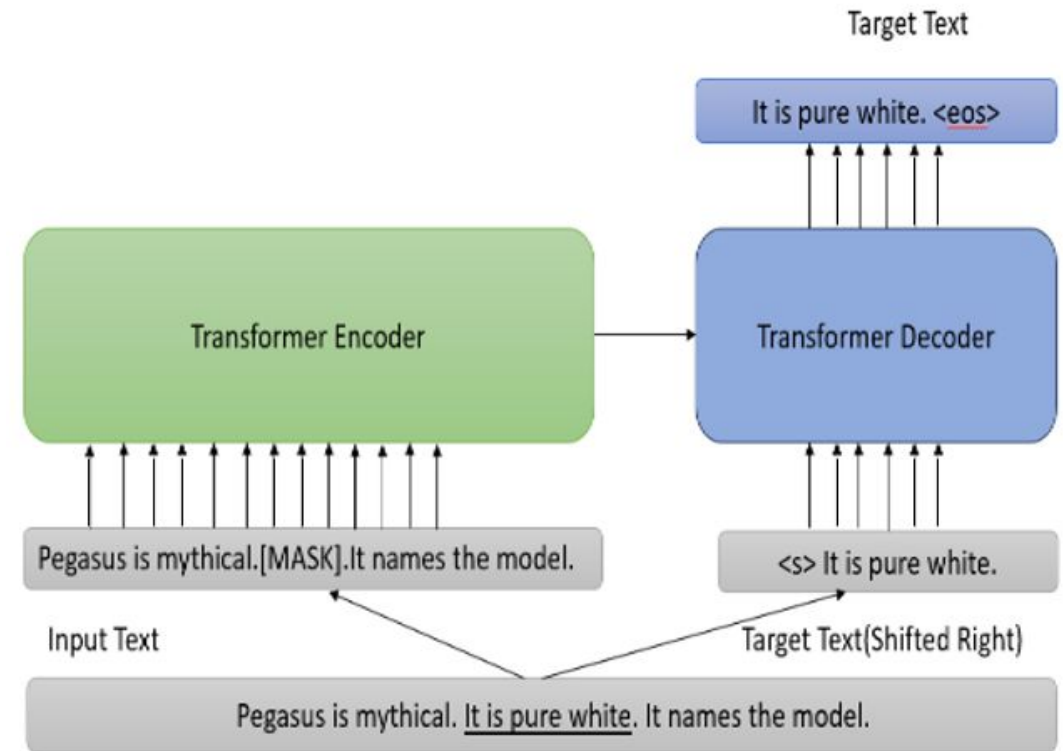 Target Text
It is pure white. <eos>
Transformer Encoder
Transformer Decoder
Pegasus is mythical.[MASK].It names the model.
<s> It is pure white.
Input Text
Target Text(Shifted Right)
Pegasus is mythical. It is pure white. It names the model.